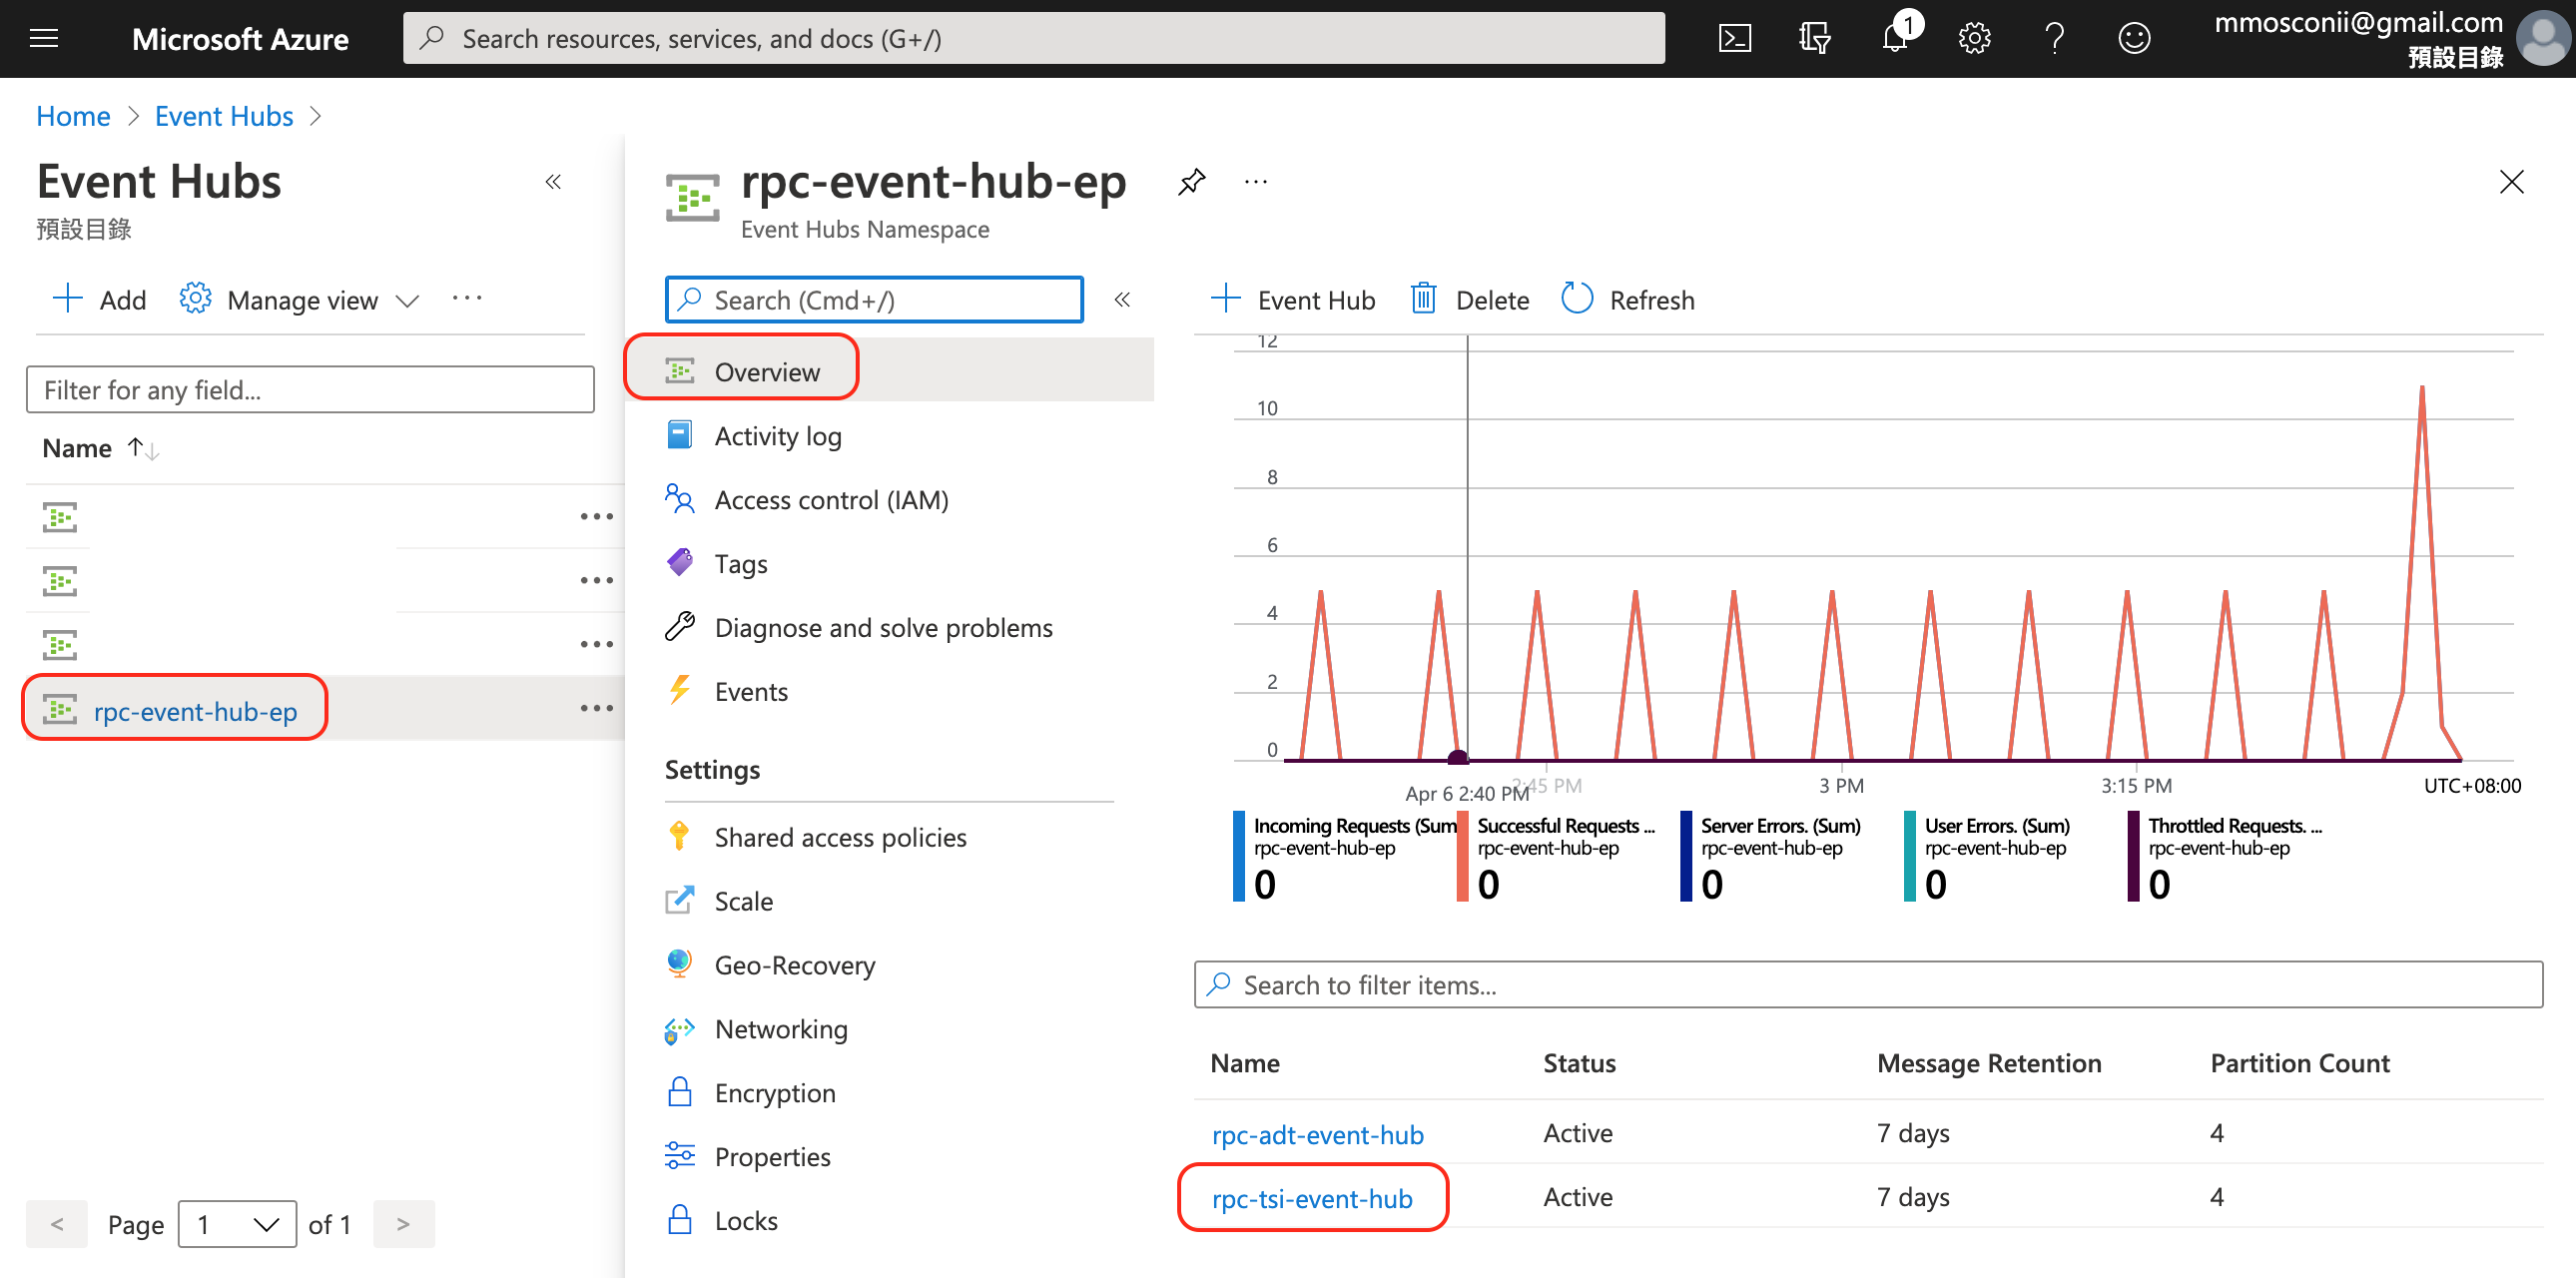 Microsoft Azure
Search resources, services, and docs (G+/)
1
mmosconii@gmail.com
預設目錄
Home > Event Hubs >
Event Hubs
«
預設目錄
Add
Manage view
...
Filter for any field...
Name ↑↓
rpc-event-hub-ep
< Page 1 of 1 >
rpc-event-hub-ep
...
Event Hubs Namespace
Search (Cmd+/)
«
Overview
Activity log
Access control (IAM)
Tags
Diagnose and solve problems
Events
Settings
Shared access policies
Scale
Geo-Recovery
Networking
Encryption
Properties
Locks
Event Hub
Delete
Refresh
12
10
8
6
4
2
0
Apr 6 2:40 PM
2:45 PM
3 PM
3:15 PM
UTC+08:00
Incoming Requests (Sum
rpc-event-hub-ep
0
Successful Requests ...
rpc-event-hub-ep
0
Server Errors. (Sum)
rpc-event-hub-ep
0
User Errors. (Sum)
rpc-event-hub-ep
0
Throttled Requests. ...
rpc-event-hub-ep
0
Search to filter items...
Name Status Message Retention Partition Count
rpc-adt-event-hub Active 7 days 4
rpc-tsi-event-hub Active 7 days 4